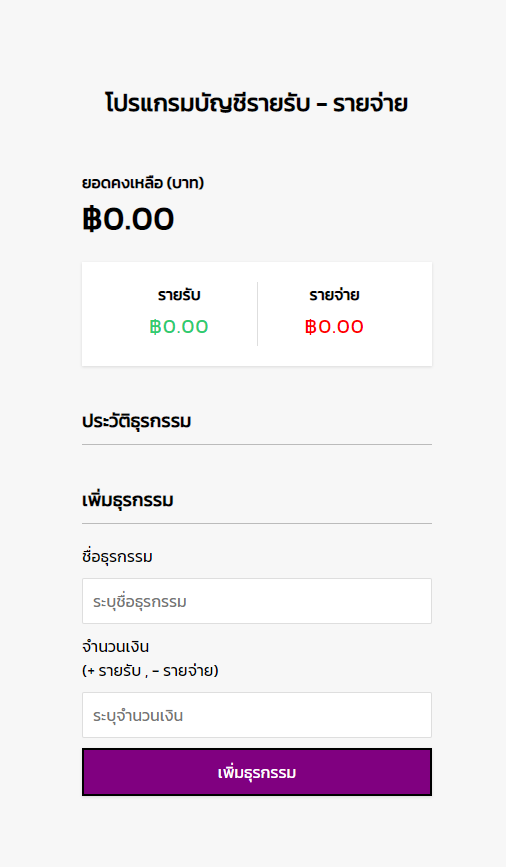 โปรแกรมบัญชีรายรับ - รายจ่าย
ยอดคงเหลือ (บาท)
฿0.00
รายรับ
฿0.00
รายจ่าย
฿0.00
ประวัติธุรกรรม
เพิ่มธุรกรรม
ชื่อธุรกรรม
ระบุชื่อธุรกรรม
จำนวนเงิน
(+ รายรับ , - รายจ่าย)
ระบุจำนวนเงิน
เพิ่มธุรกรรม